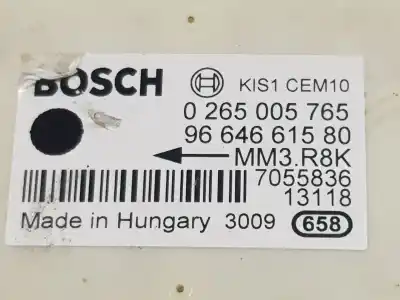 BOSCH KIS1 CEM10
0 265 005 765
96 646 615 80
MM3.R8K
7055836
13118
Made in Hungary 3009 658